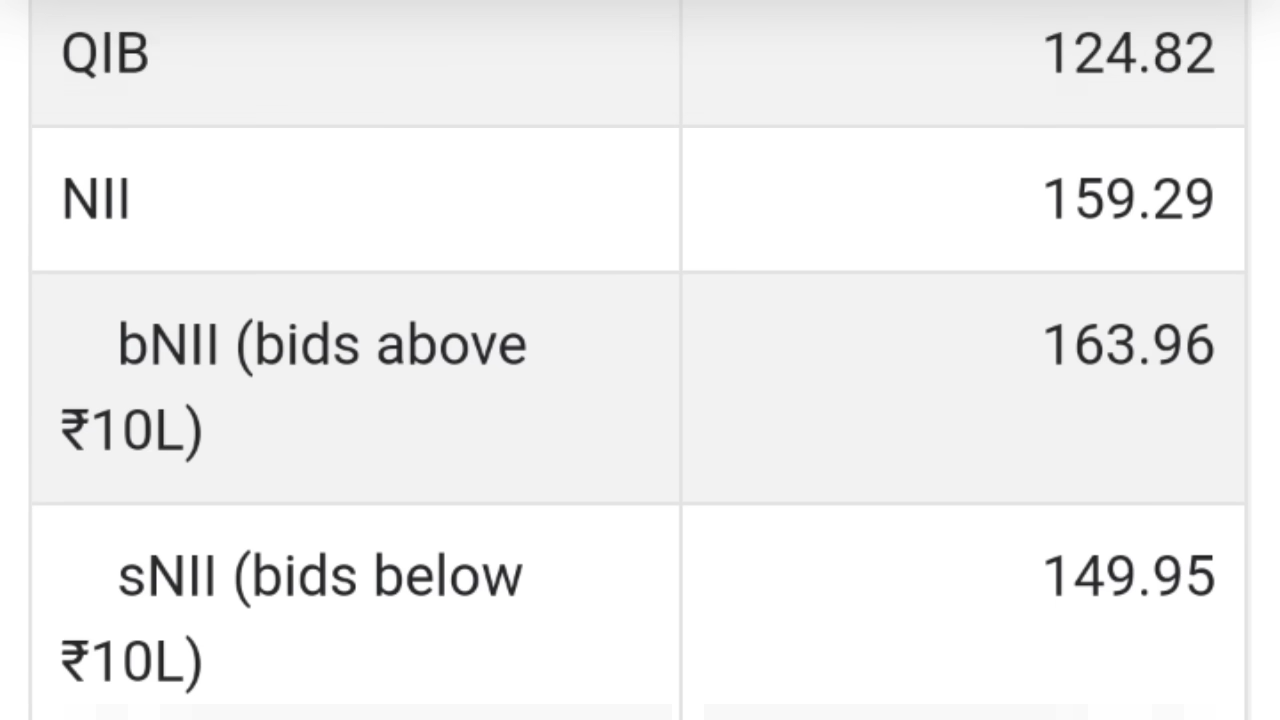 QIB 124.82
NII 159.29
bNII (bids above 163.96
₹10L)
sNII (bids below 149.95
₹10L)